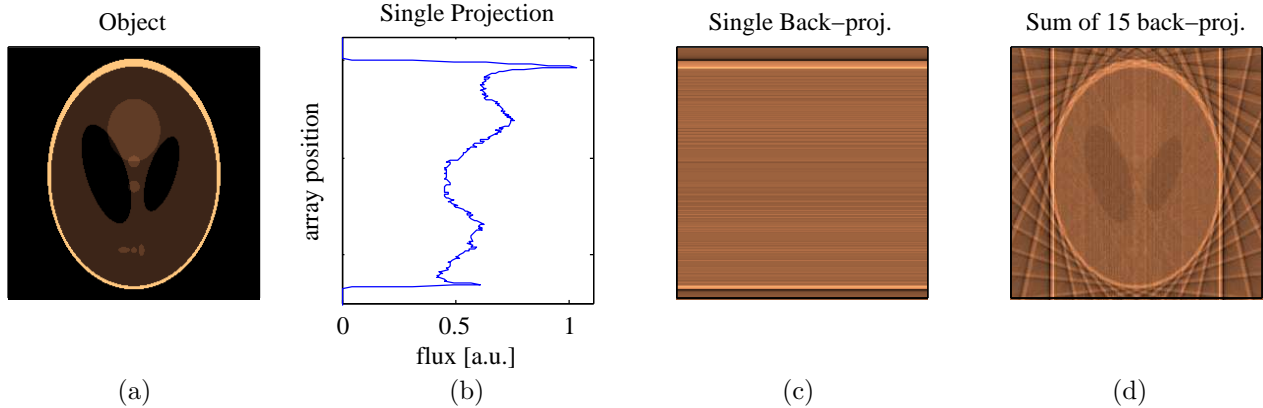 Object
Single Projection
Single Back−proj.
Sum of 15 back−proj.
array position
0 0.5 1
flux [a.u.]
(a) (b) (c) (d)